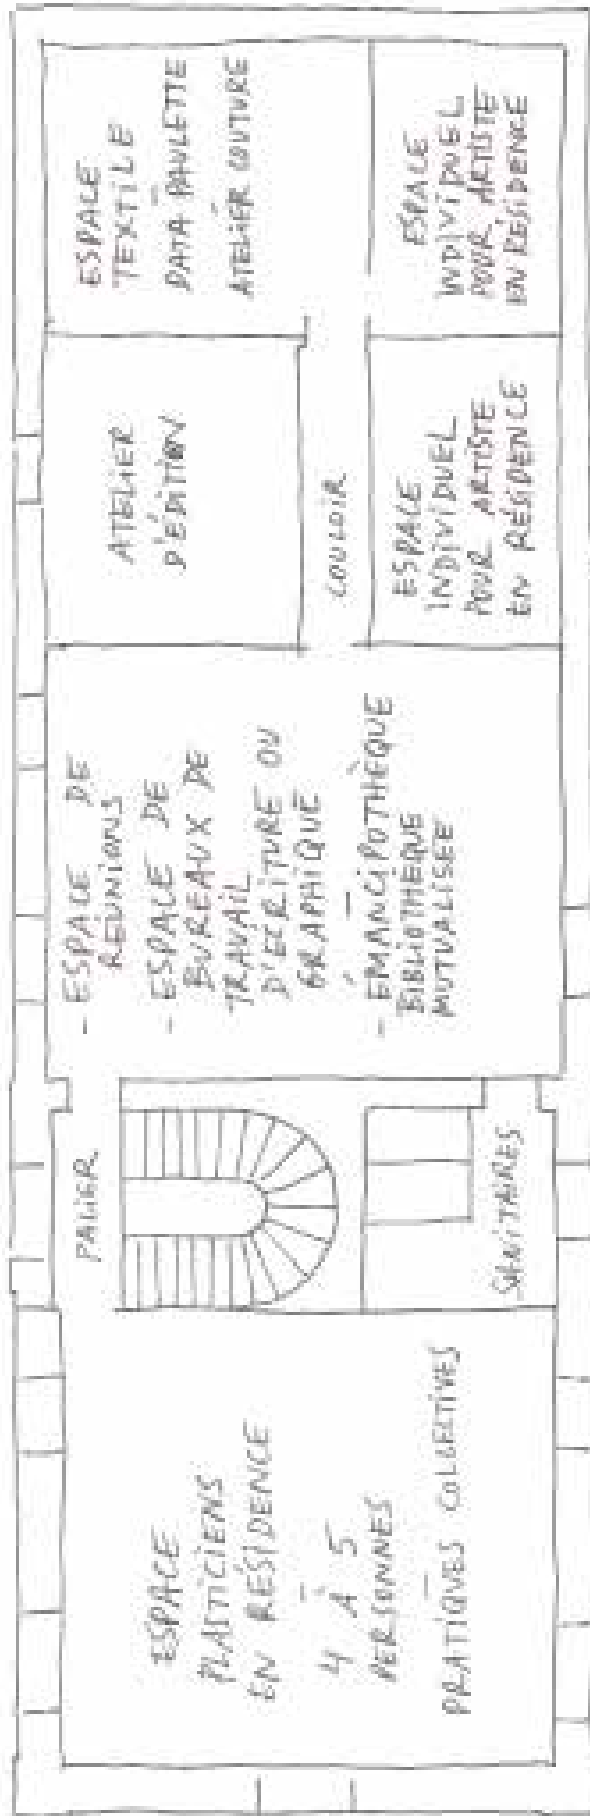 ESPACE
PLASTICIENS
EN RÉSIDENCE
—
4 À 5
PERSONNES
—
PRATIQUES COLLECTIVES
PALIER
SANITAIRES
- ESPACE DE
RÉUNIONS
- ESPACE DE
BUREAUX DE
TRAVAIL
D'ÉCRITURE OU
GRAPHIQUE
—
- ÉMANCIPOTHÈQUE
BIBLIOTHÈQUE
MUTUALISÉE
ATELIER
D'ÉDITION
COULOIR
ESPACE
INDIVIDUEL
POUR ARTISTE
EN RÉSIDENCE
ESPACE
TEXTILE
—
DATA PAULETTE
—
ATELIER COUTURE
ESPACE
INDIVIDUEL
POUR ARTISTE
EN RÉSIDENCE